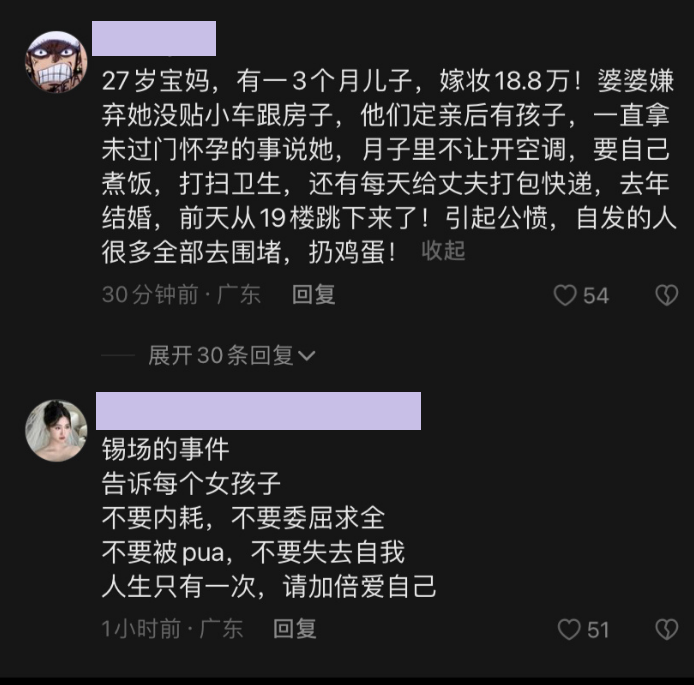 27岁宝妈，有一3个月儿子，嫁妆18.8万！婆婆嫌
弃她没贴小车跟房子，他们定亲后有孩子，一直拿
未过门怀孕的事说她，月子里不让开空调，要自己
煮饭，打扫卫生，还有每天给丈夫打包快递，去年
结婚，前天从19楼跳下来了！引起公愤，自发的人
很多全部去围堵，扔鸡蛋！ 收起
30分钟前·广东 回复 54
展开30条回复
锡场的事件
告诉每个女孩子
不要内耗，不要委屈求全
不要被pua，不要失去自我
人生只有一次，请加倍爱自己
1小时前·广东 回复 51